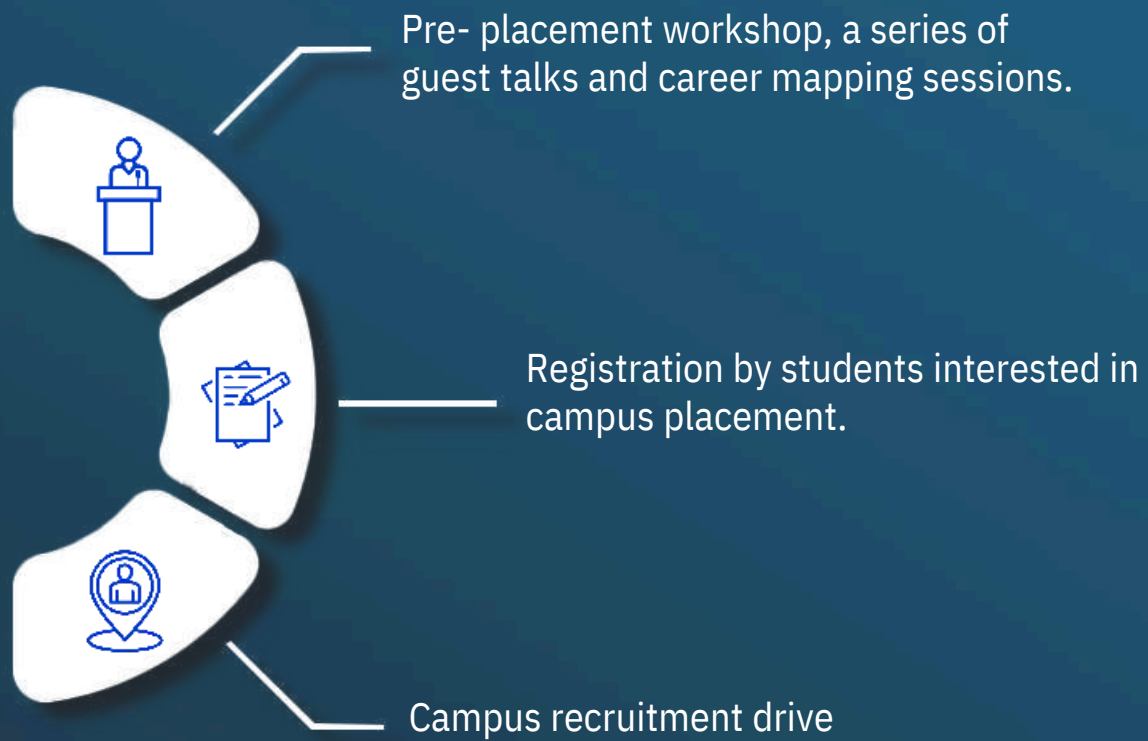 Pre- placement workshop, a series of
guest talks and career mapping sessions.
Registration by students interested in
campus placement.
Campus recruitment drive